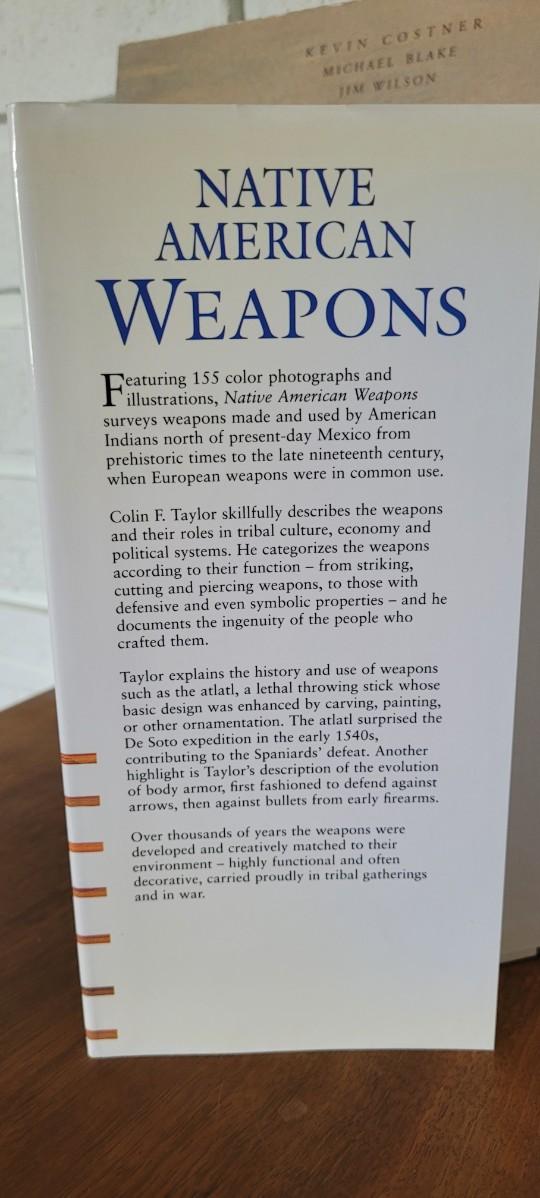 KEVIN COSTNER
MICHAEL BLAKE
JIM WILSON
NATIVE
AMERICAN
WEAPONS
Featuring 155 color photographs and
illustrations, Native American Weapons
surveys weapons made and used by American
Indians north of present-day Mexico from
prehistoric times to the late nineteenth century,
when European weapons were in common use.
Colin F. Taylor skillfully describes the weapons
and their roles in tribal culture, economy and
political systems. He categorizes the weapons
according to their function – from striking,
cutting and piercing weapons, to those with
defensive and even symbolic properties – and he
documents the ingenuity of the people who
crafted them.
Taylor explains the history and use of weapons
such as the atlatl, a lethal throwing stick whose
basic design was enhanced by carving, painting,
or other ornamentation. The atlatl surprised the
De Soto expedition in the early 1540s,
contributing to the Spaniards' defeat. Another
highlight is Taylor's description of the evolution
of body armor, first fashioned to defend against
arrows, then against bullets from early firearms.
Over thousands of years the weapons were
developed and creatively matched to their
environment – highly functional and often
decorative, carried proudly in tribal gatherings
and in war.